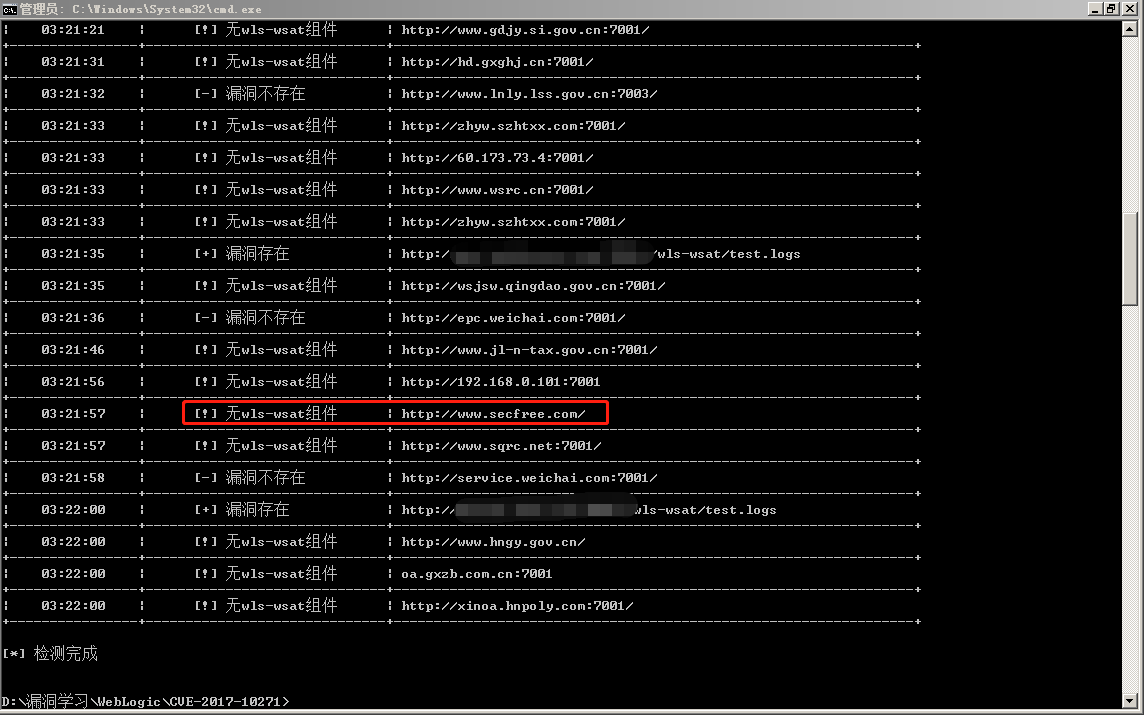 管理员: C:\Windows\System32\cmd.exe
03:21:21 [!] 无wls-wsat组件 http://www.gdjy.si.gov.cn:7001/
03:21:31 [!] 无wls-wsat组件 http://hd.gxghj.cn:7001/
03:21:32 [-] 漏洞不存在 http://www.lnly.lss.gov.cn:7003/
03:21:33 [!] 无wls-wsat组件 http://zhyw.szhtxx.com:7001/
03:21:33 [!] 无wls-wsat组件 http://60.173.73.4:7001/
03:21:33 [!] 无wls-wsat组件 http://www.wsrc.cn:7001/
03:21:33 [!] 无wls-wsat组件 http://zhyw.szhtxx.com:7001/
03:21:35 [+] 漏洞存在 http:/ /wls-wsat/test.logs
03:21:35 [!] 无wls-wsat组件 http://wsjsw.qingdao.gov.cn:7001/
03:21:36 [-] 漏洞不存在 http://epc.weichai.com:7001/
03:21:46 [!] 无wls-wsat组件 http://www.jl-n-tax.gov.cn:7001/
03:21:56 [!] 无wls-wsat组件 http://192.168.0.101:7001
03:21:57 [!] 无wls-wsat组件 http://www.secfree.com/
03:21:57 [!] 无wls-wsat组件 http://www.sqrc.net:7001/
03:21:58 [-] 漏洞不存在 http://service.weichai.com:7001/
03:22:00 [+] 漏洞存在 http:/ wls-wsat/test.logs
03:22:00 [!] 无wls-wsat组件 http://www.hngy.gov.cn/
03:22:00 [!] 无wls-wsat组件 oa.gxzb.com.cn:7001
03:22:00 [!] 无wls-wsat组件 http://xinoa.hnpoly.com:7001/
[*] 检测完成
D:\漏洞学习\WebLogic\CVE-2017-10271>